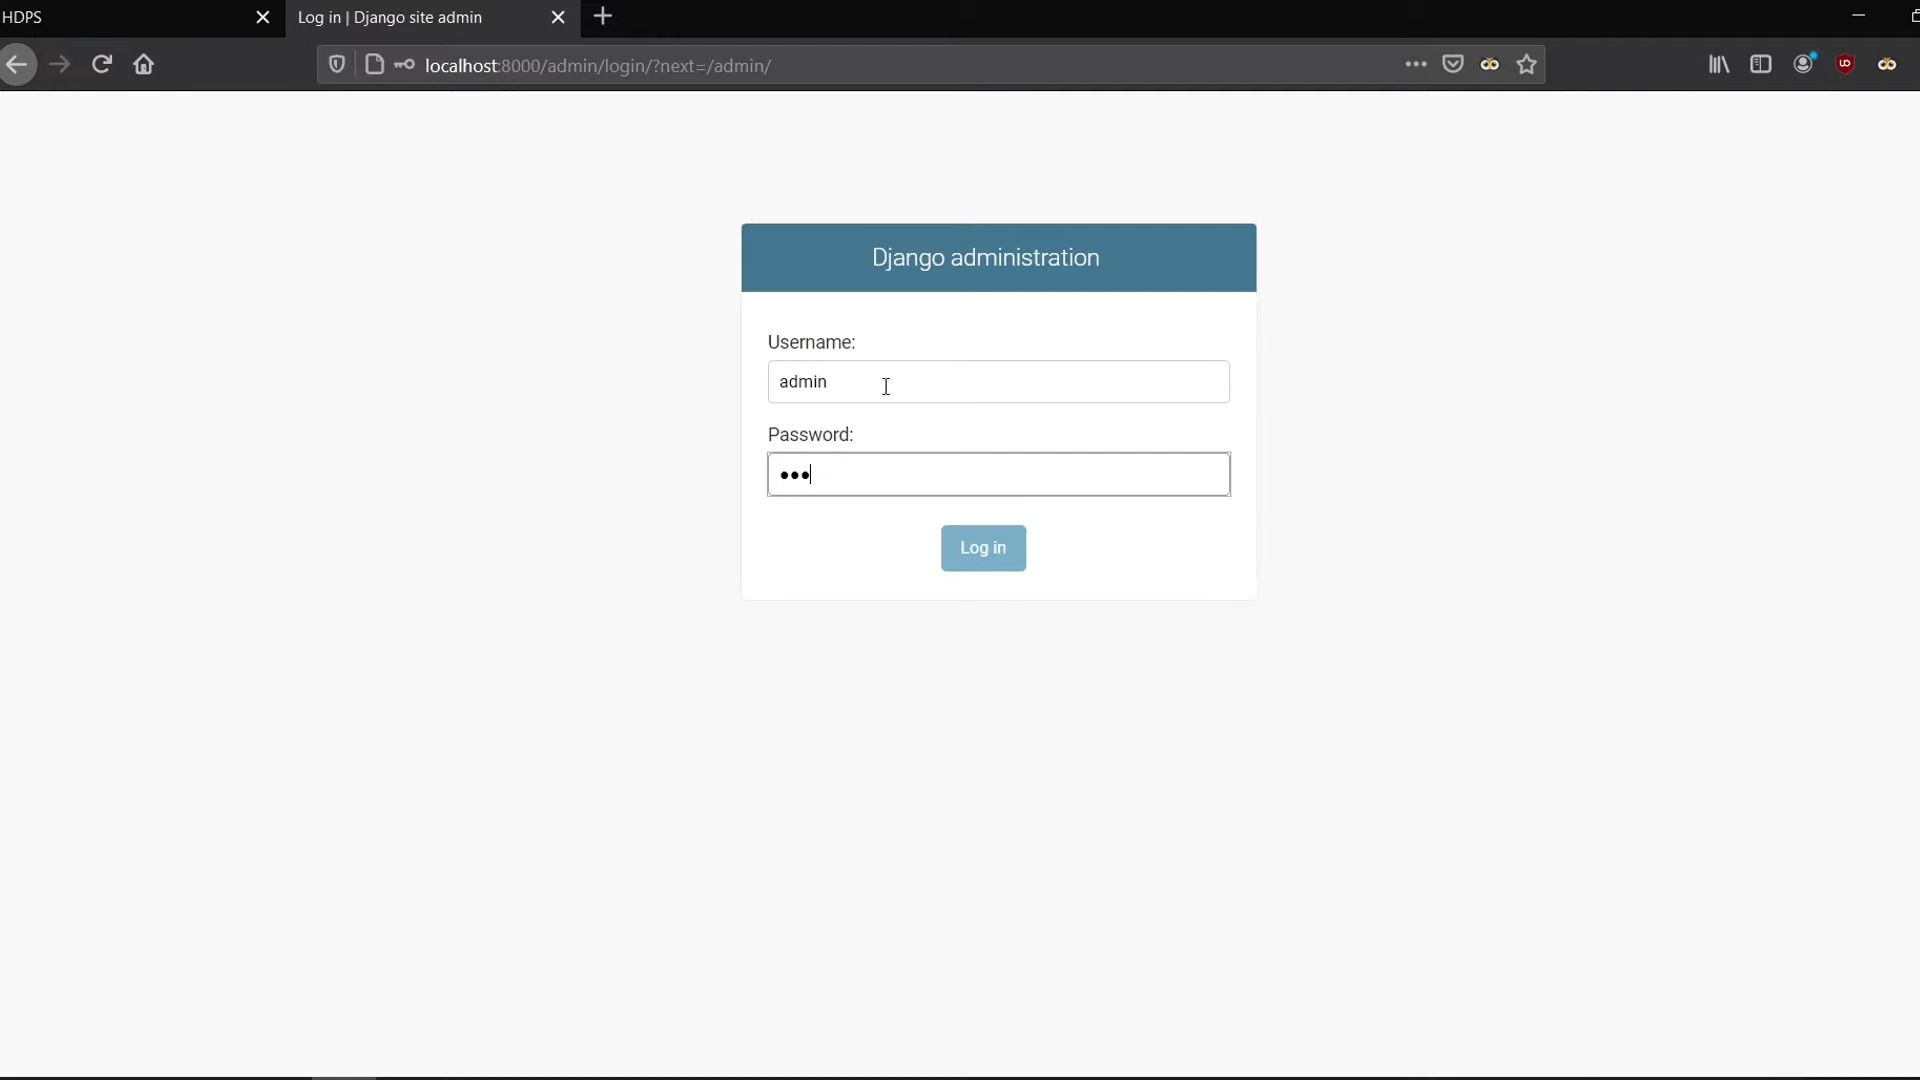 HDPS
Log in | Django site admin
localhost:8000/admin/login/?next=/admin/
Django administration
Username:
admin
Password:
•••
Log in